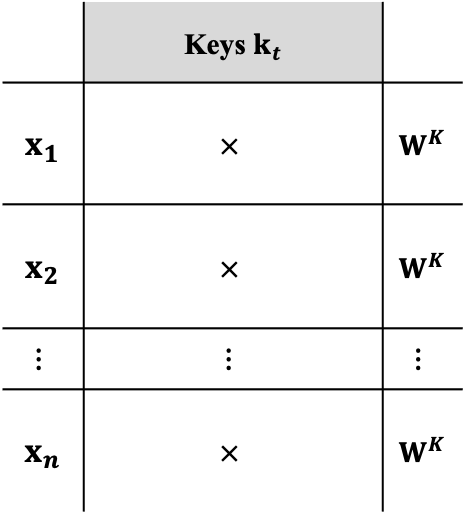 Keys k_t
x_1 × W^K
x_2 × W^K
⋮ ⋮ ⋮
x_n × W^K